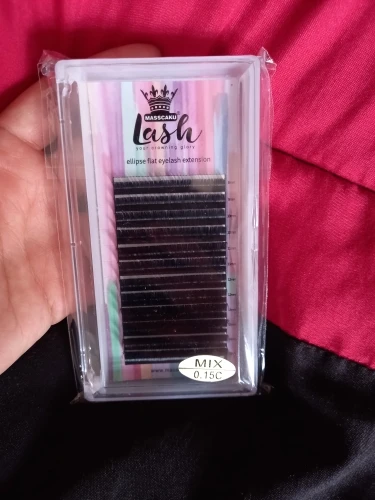 MASSCAKU
Lash
your crowning glory
ellipse flat eyelash extension
MIX
0.15C